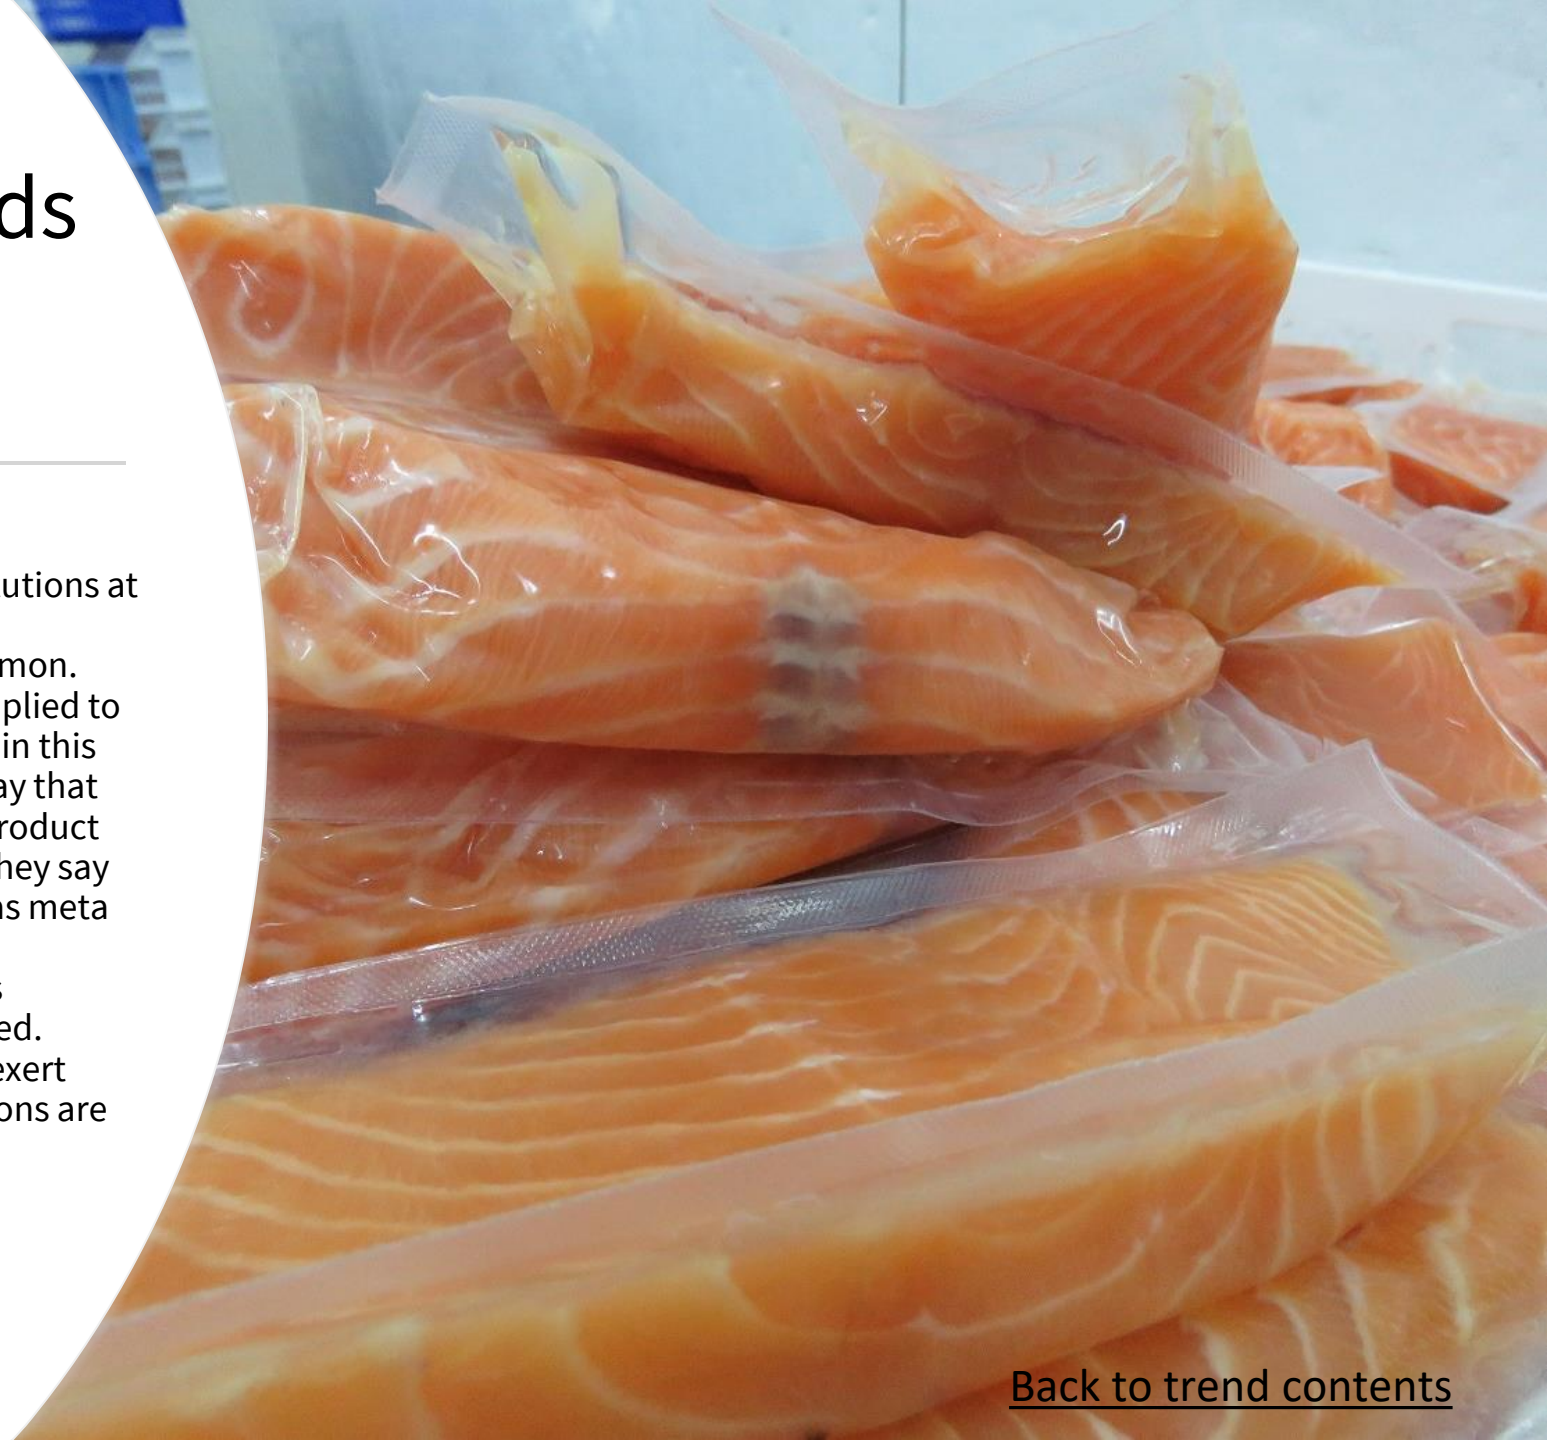 ds
utions at
mon.
plied to
in this
ay that
roduct
hey say
as meta
s
ed.
exert
ons are
Back to trend contents